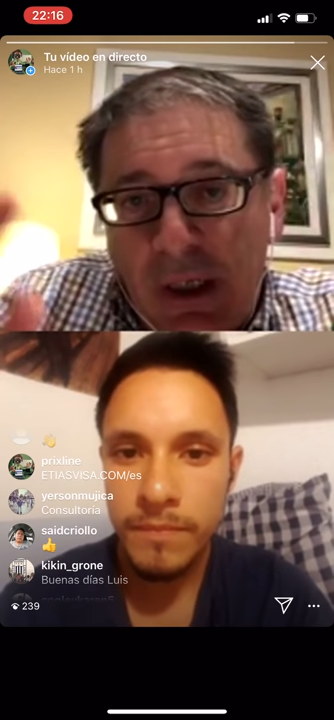 22:16
Tu vídeo en directo
Hace 1 h
prixline
ETIASVISA.COM/es
yersonmujica
Consultoría
saidcriollo
kikin_grone
Buenas días Luis
239